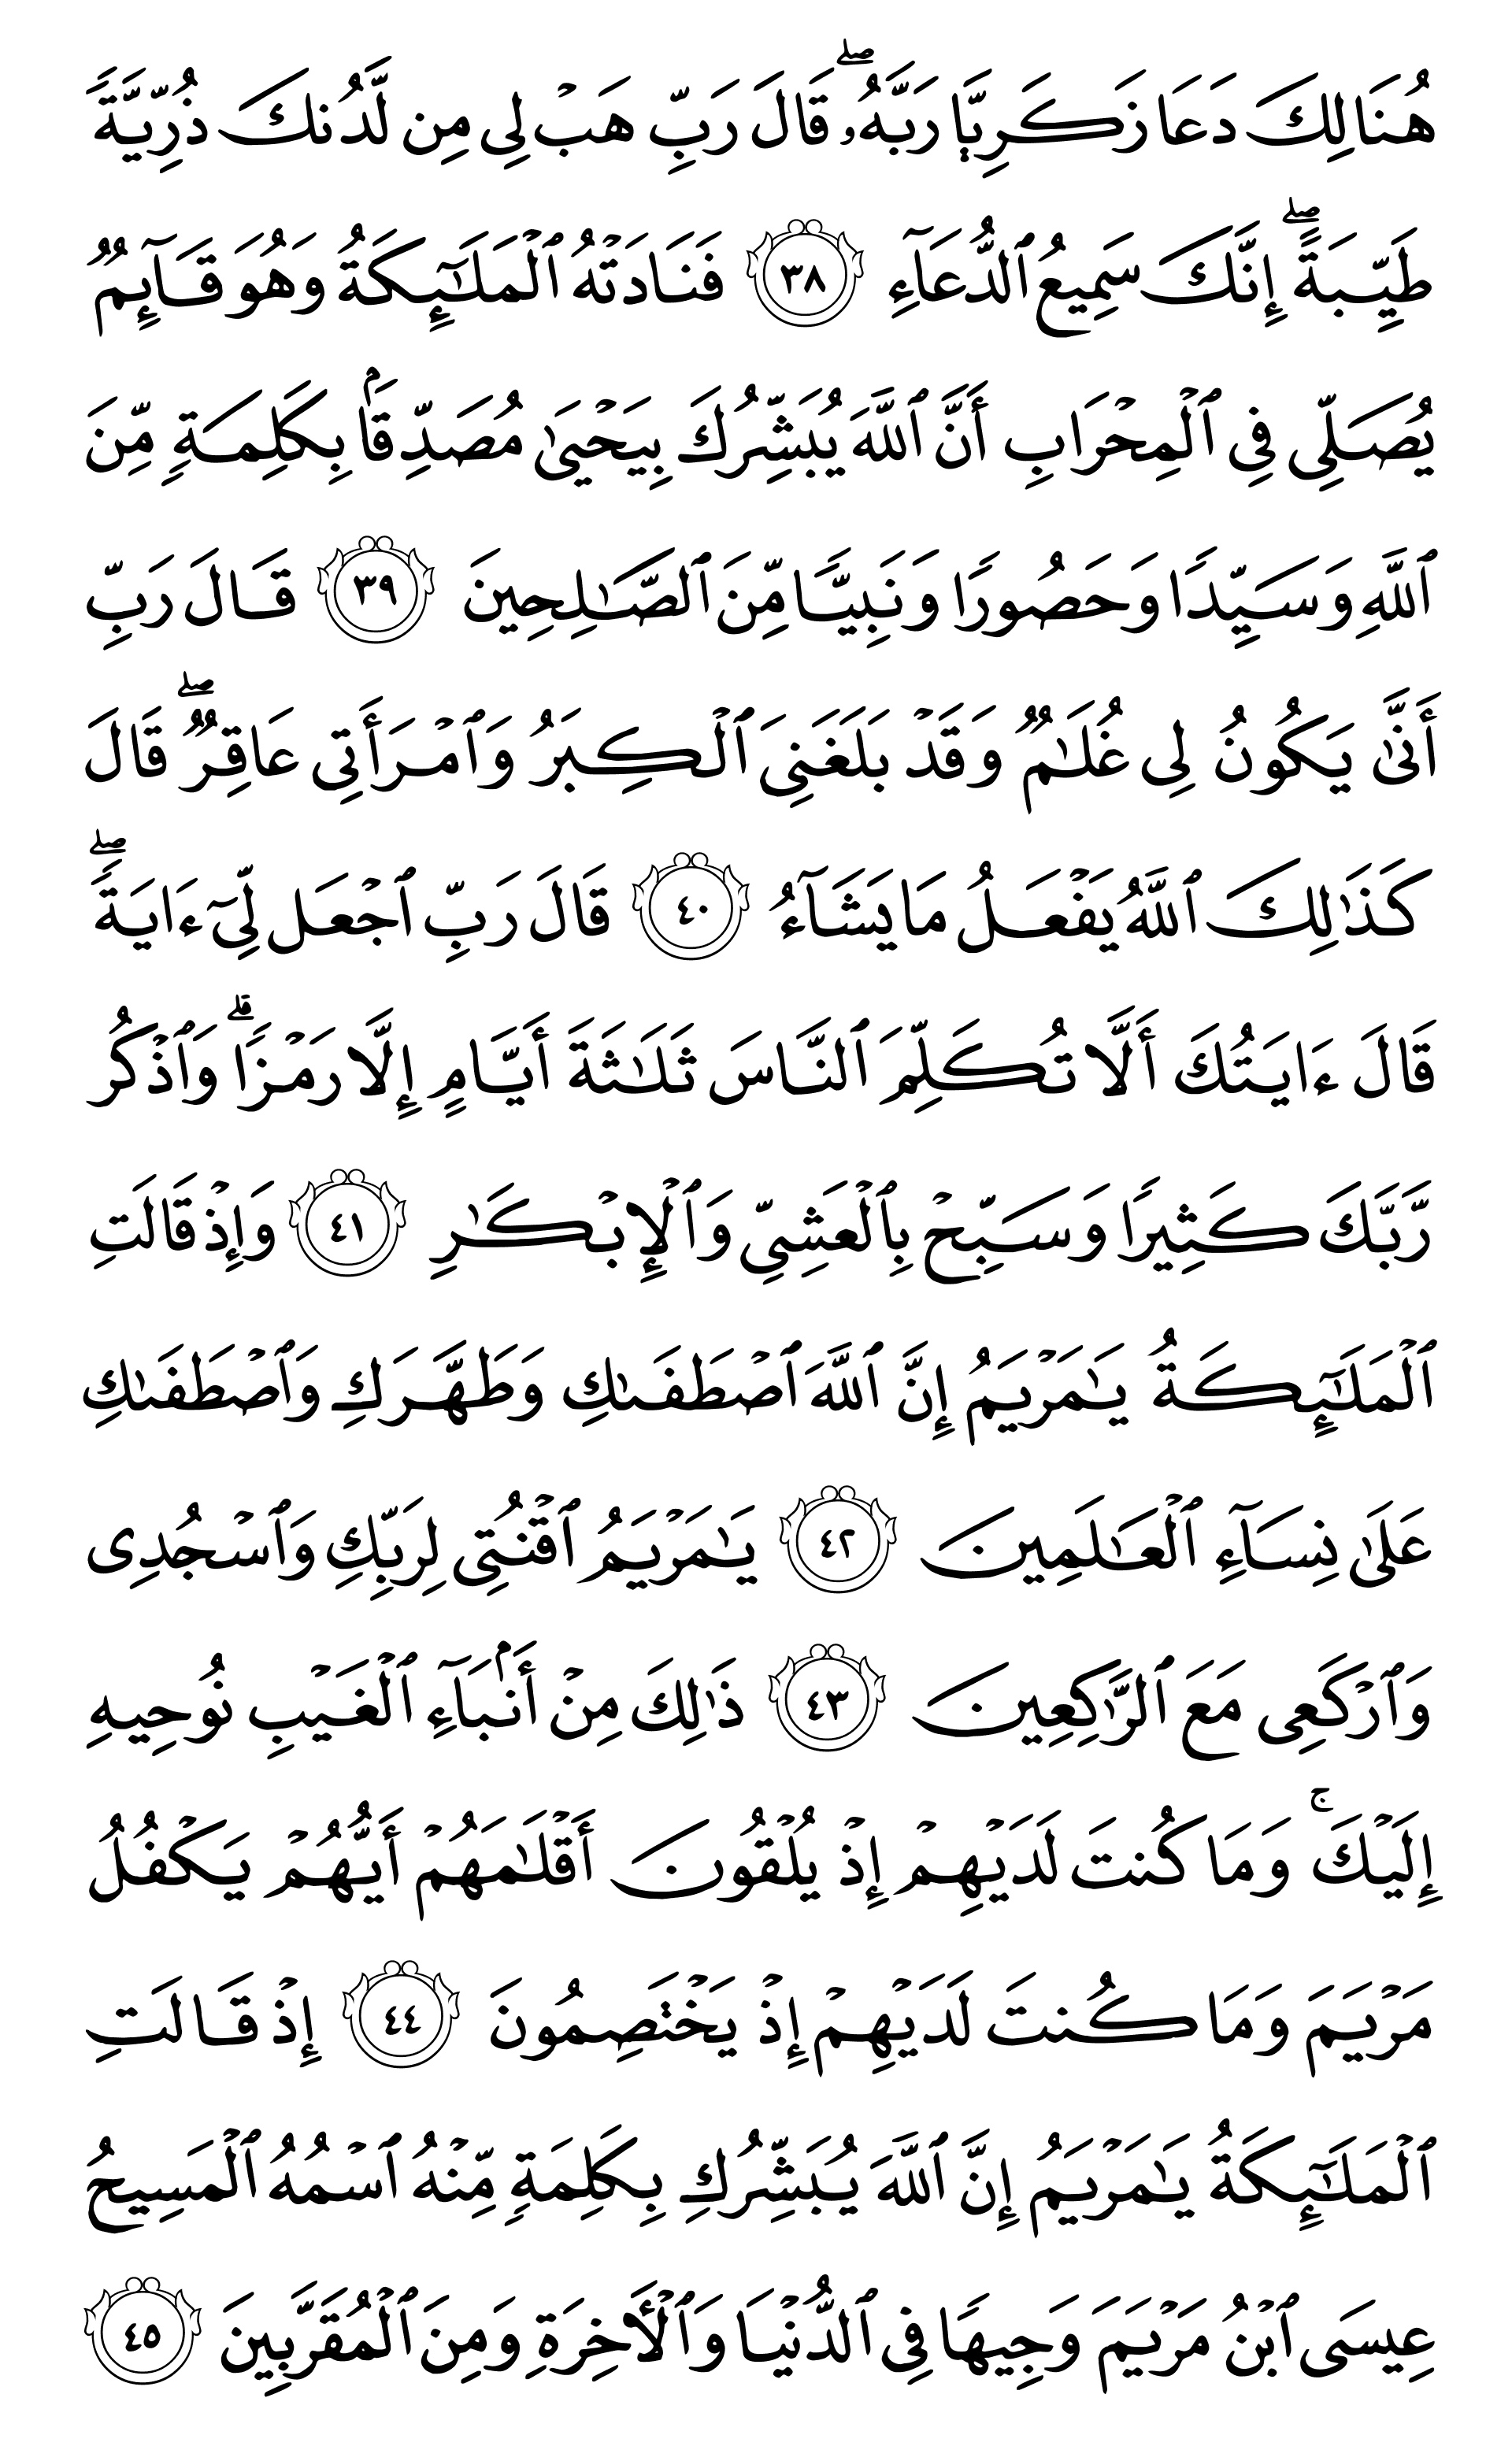 هُنَالِكَ دَعَا زَكَرِيَّا رَبَّهُۥۖ قَالَ رَبِّ هَبۡ لِي مِن لَّدُنكَ ذُرِّيَّةٗ
طَيِّبَةًۖ إِنَّكَ سَمِيعُ ٱلدُّعَآءِ ٣٨ فَنَادَتۡهُ ٱلۡمَلَٰٓئِكَةُ وَهُوَ قَآئِمٞ
يُصَلِّي فِي ٱلۡمِحۡرَابِ أَنَّ ٱللَّهَ يُبَشِّرُكَ بِيَحۡيَىٰ مُصَدِّقَۢا بِكَلِمَةٖ مِّنَ
ٱللَّهِ وَسَيِّدٗا وَحَصُورٗا وَنَبِيّٗا مِّنَ ٱلصَّٰلِحِينَ ٣٩ قَالَ رَبِّ
أَنَّىٰ يَكُونُ لِي غُلَٰمٞ وَقَدۡ بَلَغَنِيَ ٱلۡكِبَرُ وَٱمۡرَأَتِي عَاقِرٞۖ قَالَ
كَذَٰلِكَ ٱللَّهُ يَفۡعَلُ مَا يَشَآءُ ٤٠ قَالَ رَبِّ ٱجۡعَل لِّيٓ ءَايَةٗۖ
قَالَ ءَايَتُكَ أَلَّا تُكَلِّمَ ٱلنَّاسَ ثَلَٰثَةَ أَيَّامٍ إِلَّا رَمۡزٗاۗ وَٱذۡكُر
رَّبَّكَ كَثِيرٗا وَسَبِّحۡ بِٱلۡعَشِيِّ وَٱلۡإِبۡكَٰرِ ٤١ وَإِذۡ قَالَتِ
ٱلۡمَلَٰٓئِكَةُ يَٰمَرۡيَمُ إِنَّ ٱللَّهَ ٱصۡطَفَىٰكِ وَطَهَّرَكِ وَٱصۡطَفَىٰكِ
عَلَىٰ نِسَآءِ ٱلۡعَٰلَمِينَ ٤٢ يَٰمَرۡيَمُ ٱقۡنُتِي لِرَبِّكِ وَٱسۡجُدِي
وَٱرۡكَعِي مَعَ ٱلرَّٰكِعِينَ ٤٣ ذَٰلِكَ مِنۡ أَنۢبَآءِ ٱلۡغَيۡبِ نُوحِيهِ
إِلَيۡكَۚ وَمَا كُنتَ لَدَيۡهِمۡ إِذۡ يُلۡقُونَ أَقۡلَٰمَهُمۡ أَيُّهُمۡ يَكۡفُلُ
مَرۡيَمَ وَمَا كُنتَ لَدَيۡهِمۡ إِذۡ يَخۡتَصِمُونَ ٤٤ إِذۡ قَالَتِ
ٱلۡمَلَٰٓئِكَةُ يَٰمَرۡيَمُ إِنَّ ٱللَّهَ يُبَشِّرُكِ بِكَلِمَةٖ مِّنۡهُ ٱسۡمُهُ ٱلۡمَسِيحُ
عِيسَى ٱبۡنُ مَرۡيَمَ وَجِيهٗا فِي ٱلدُّنۡيَا وَٱلۡأٓخِرَةِ وَمِنَ ٱلۡمُقَرَّبِينَ ٤٥